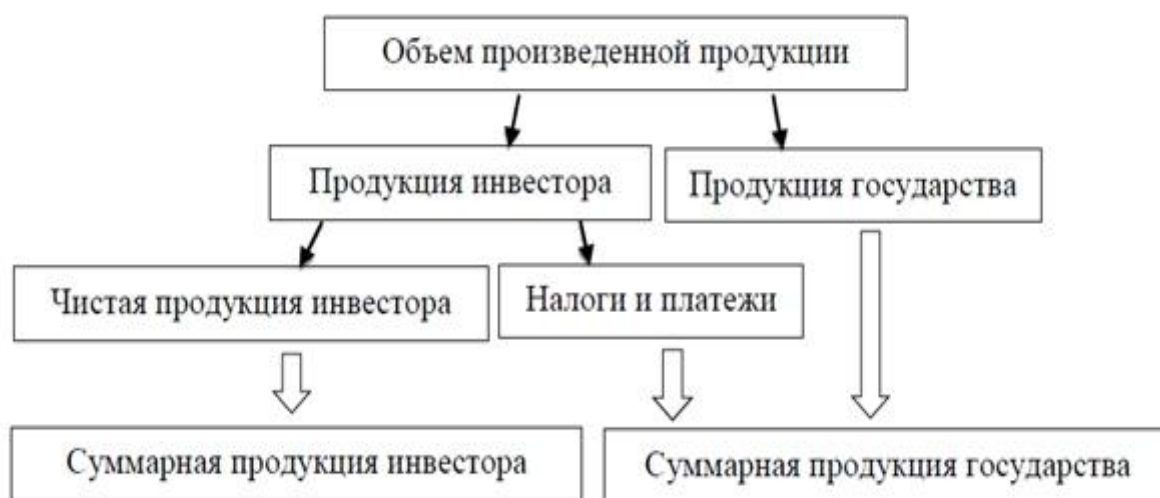 Объем произведенной продукции
Продукция инвестора
Продукция государства
Чистая продукция инвестора
Налоги и платежи
Суммарная продукция инвестора
Суммарная продукция государства